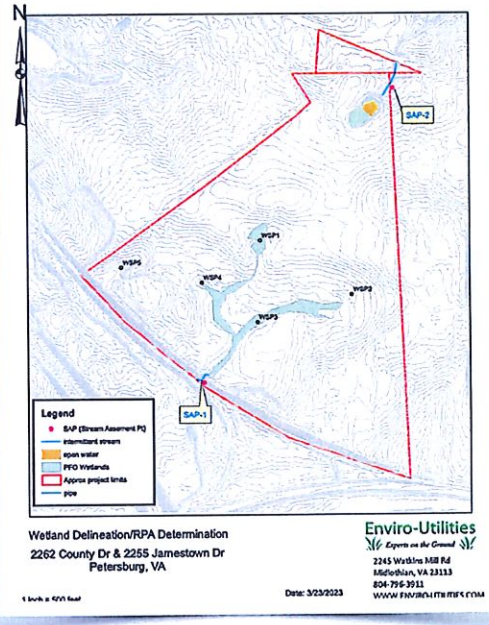 N
SAP-2
WSP1
WSP5
WSP4
WSP2
WSP3
SAP-1
Legend
SAP (Stream Assement Pt)
intermittent stream
open water
PFO Wetlands
Approx project limits
pipe
Wetland Delineation/RPA Determination
2262 County Dr & 2255 Jamestown Dr
Petersburg, VA
1 inch = 500 feet
Date: 3/23/2023
Enviro-Utilities
Experts on the Ground
2245 Watkins Mill Rd
Midlothian, VA 23113
804-796-3911
WWW.ENVIRO-UTILITIES.COM